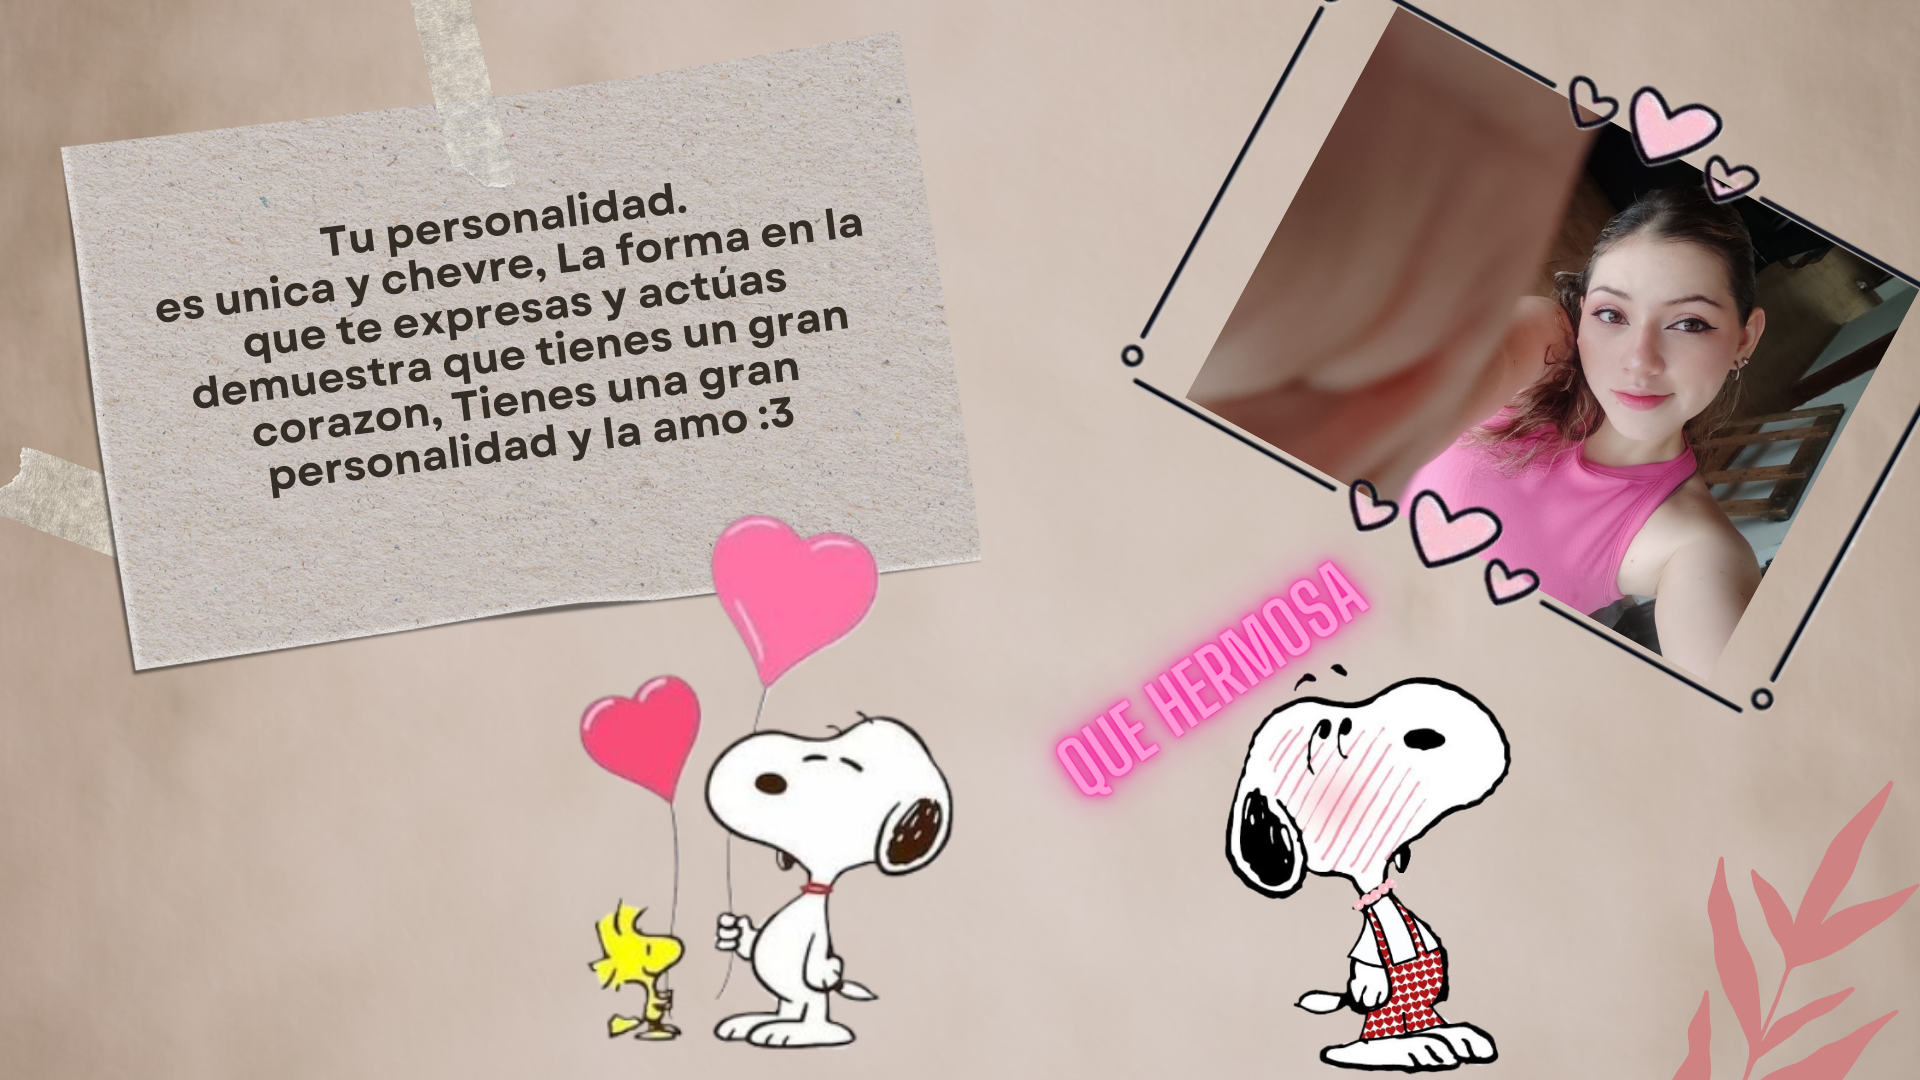 Tu personalidad.
es unica y chevre, La forma en la
que te expresas y actúas
demuestra que tienes un gran
corazon, Tienes una gran
personalidad y la amo :3
QUE HERMOSA